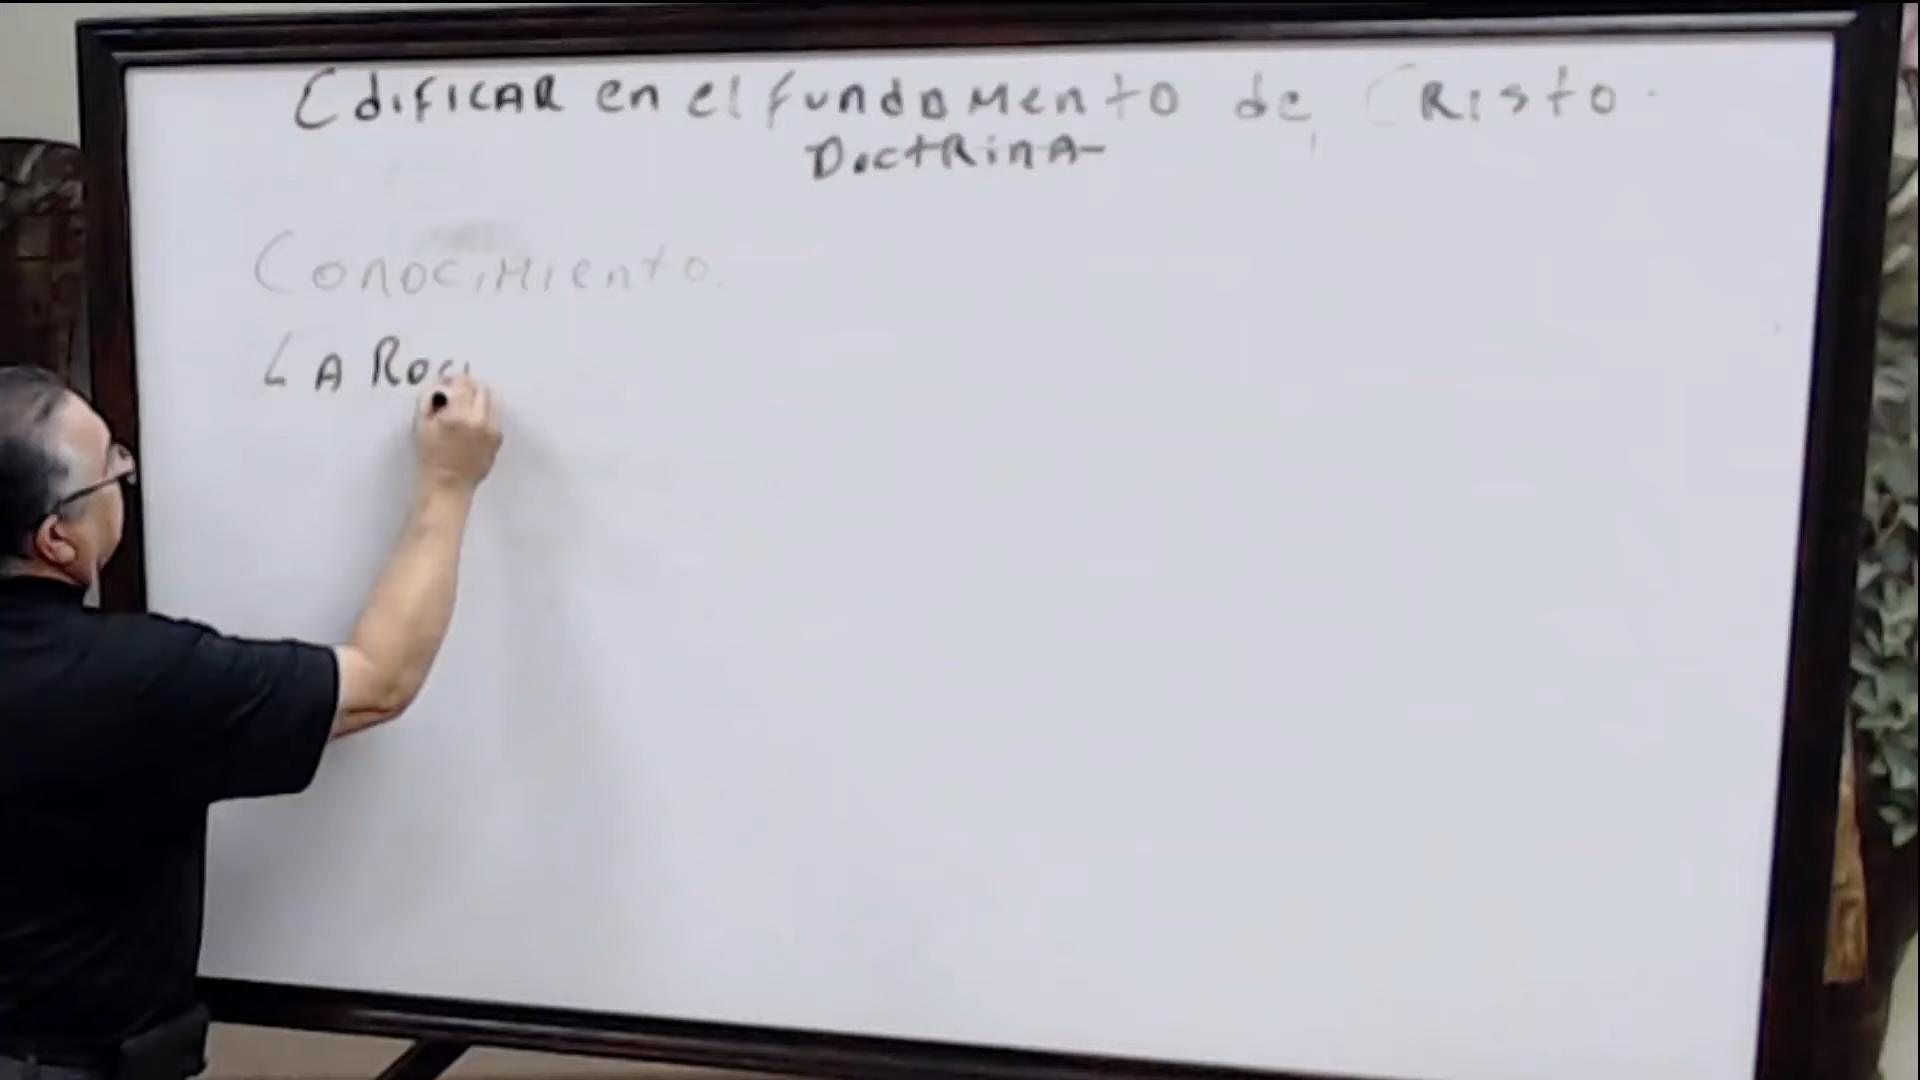 EdiFICAR en el fundamento de CRisto.
DoctRinA
Conocimiento.
LA Roc